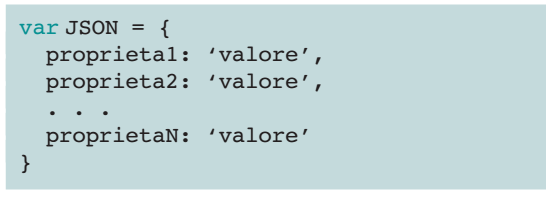 var JSON = {
  proprieta1: ‘valore’,
  proprieta2: ‘valore’,
  . . .
  proprietaN: ‘valore’
}